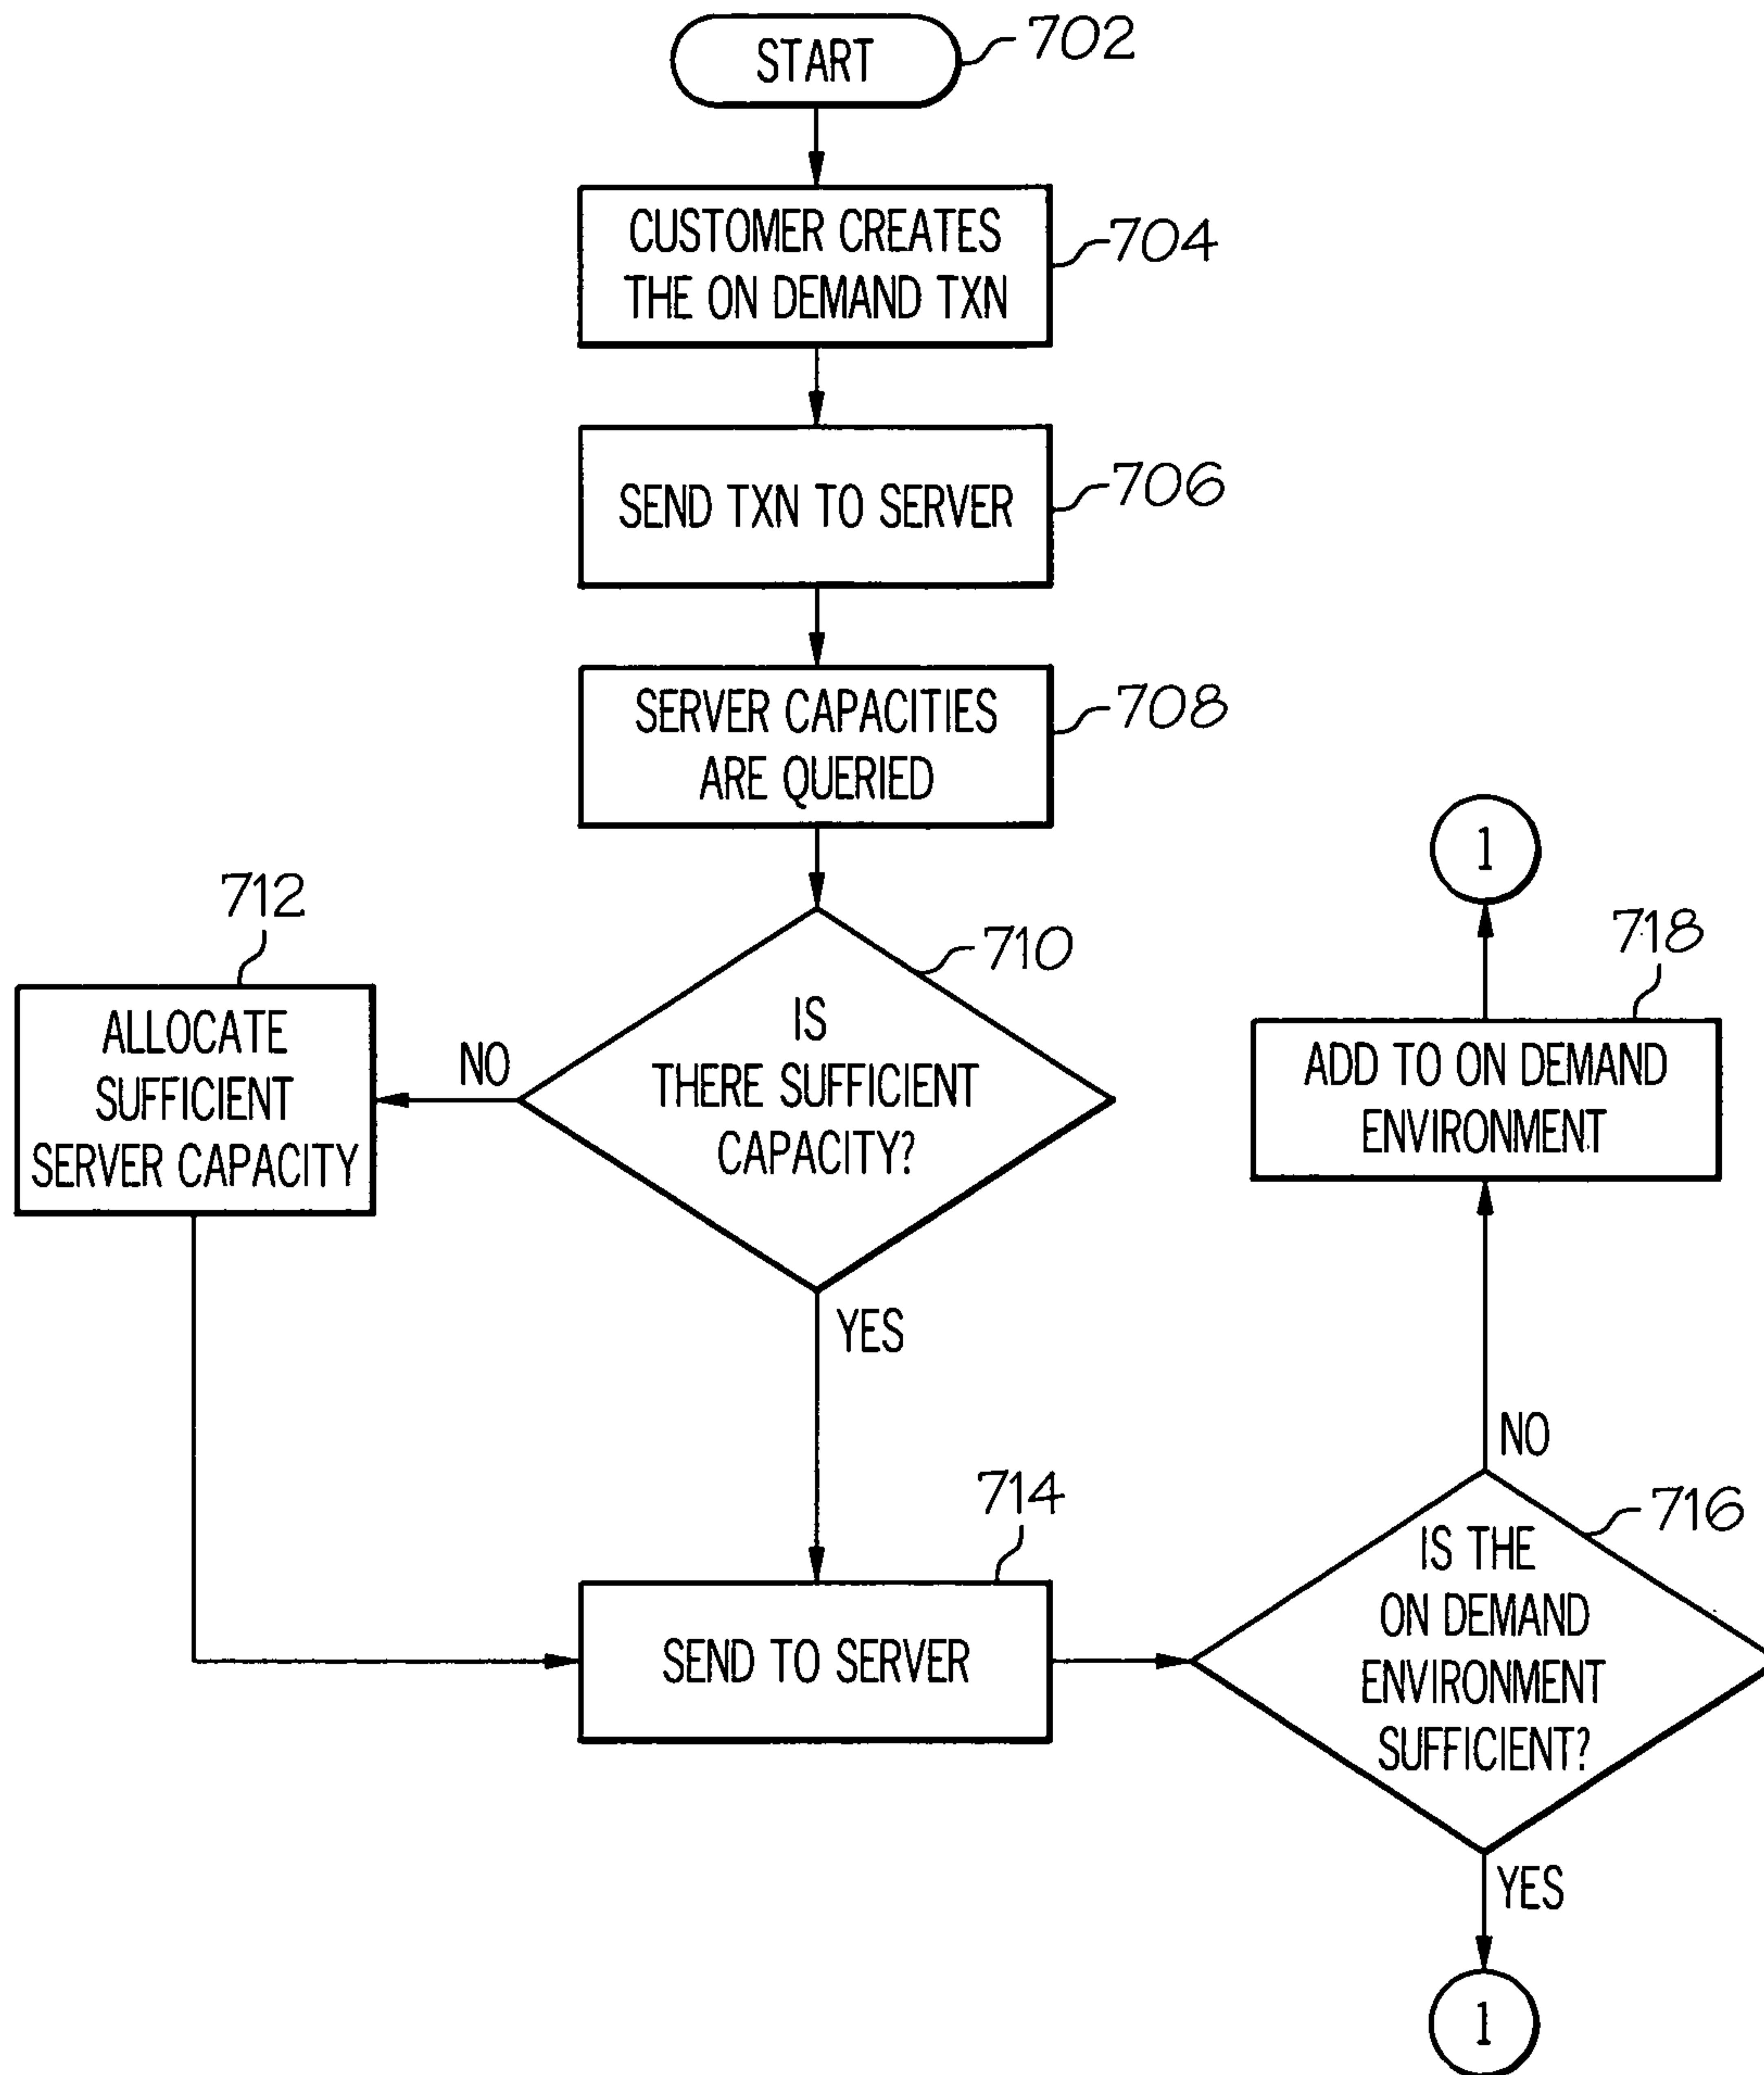 START
702
CUSTOMER CREATES
THE ON DEMAND TXN
704
SEND TXN TO SERVER
706
SERVER CAPACITIES
ARE QUERIED
708
IS
THERE SUFFICIENT
CAPACITY?
710
NO
712
ALLOCATE
SUFFICIENT
SERVER CAPACITY
YES
714
SEND TO SERVER
716
IS THE
ON DEMAND
ENVIRONMENT
SUFFICIENT?
NO
718
ADD TO ON DEMAND
ENVIRONMENT
1
YES
1